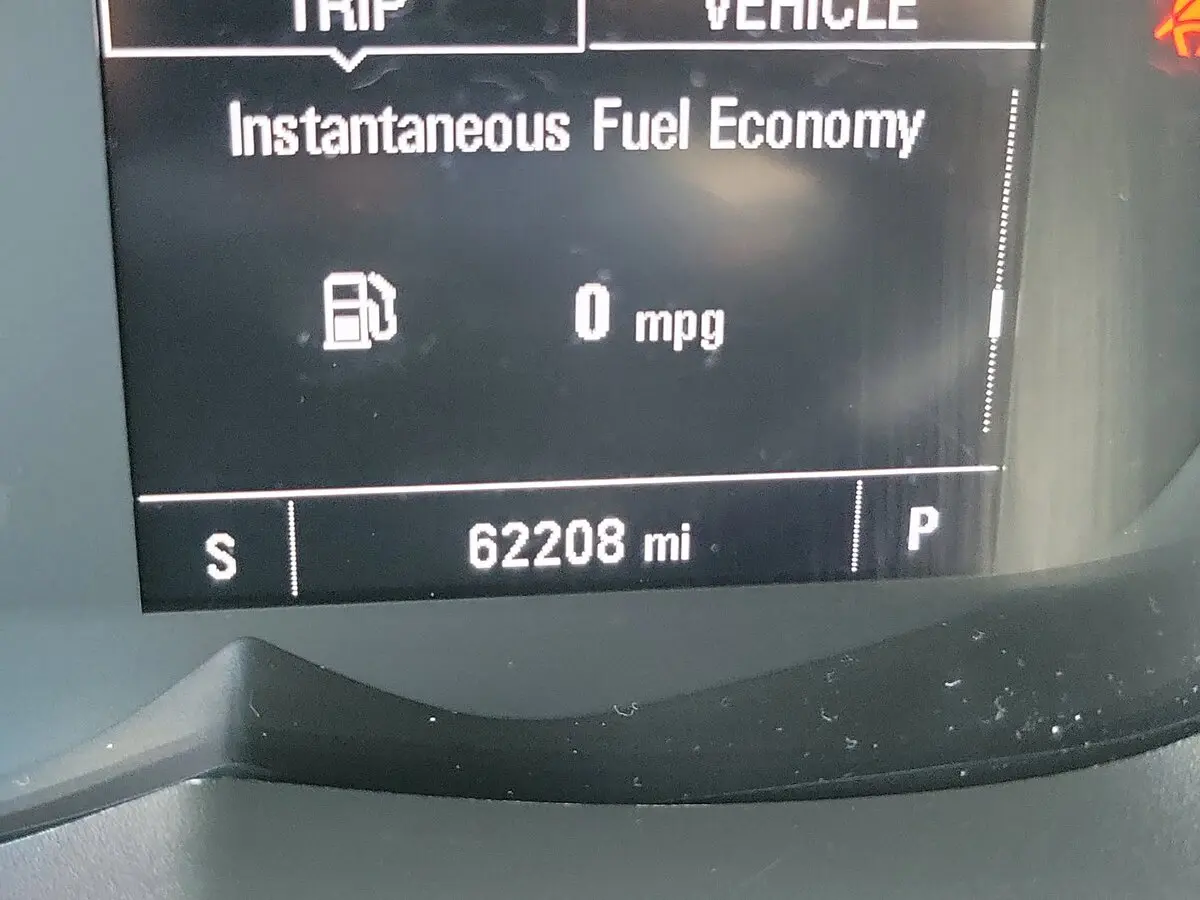 TRIP VEHICLE
Instantaneous Fuel Economy
0 mpg
S 62208 mi P